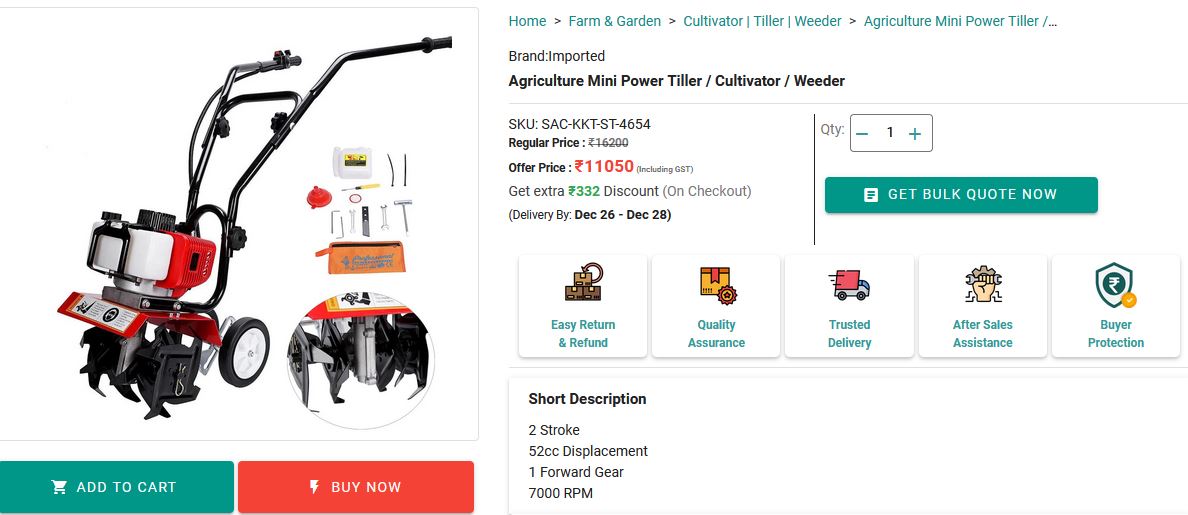 Home > Farm & Garden > Cultivator | Tiller | Weeder > Agriculture Mini Power Tiller /...
Brand:Imported
Agriculture Mini Power Tiller / Cultivator / Weeder
SKU: SAC-KKT-ST-4654
Regular Price : ₹16200
Offer Price : ₹11050 (Including GST)
Get extra ₹332 Discount (On Checkout)
(Delivery By: Dec 26 - Dec 28)
Qty: − 1 +
GET BULK QUOTE NOW
Easy Return
& Refund
Quality
Assurance
Trusted
Delivery
After Sales
Assistance
Buyer
Protection
Short Description
2 Stroke
52cc Displacement
1 Forward Gear
7000 RPM
Professional
ADD TO CART
BUY NOW